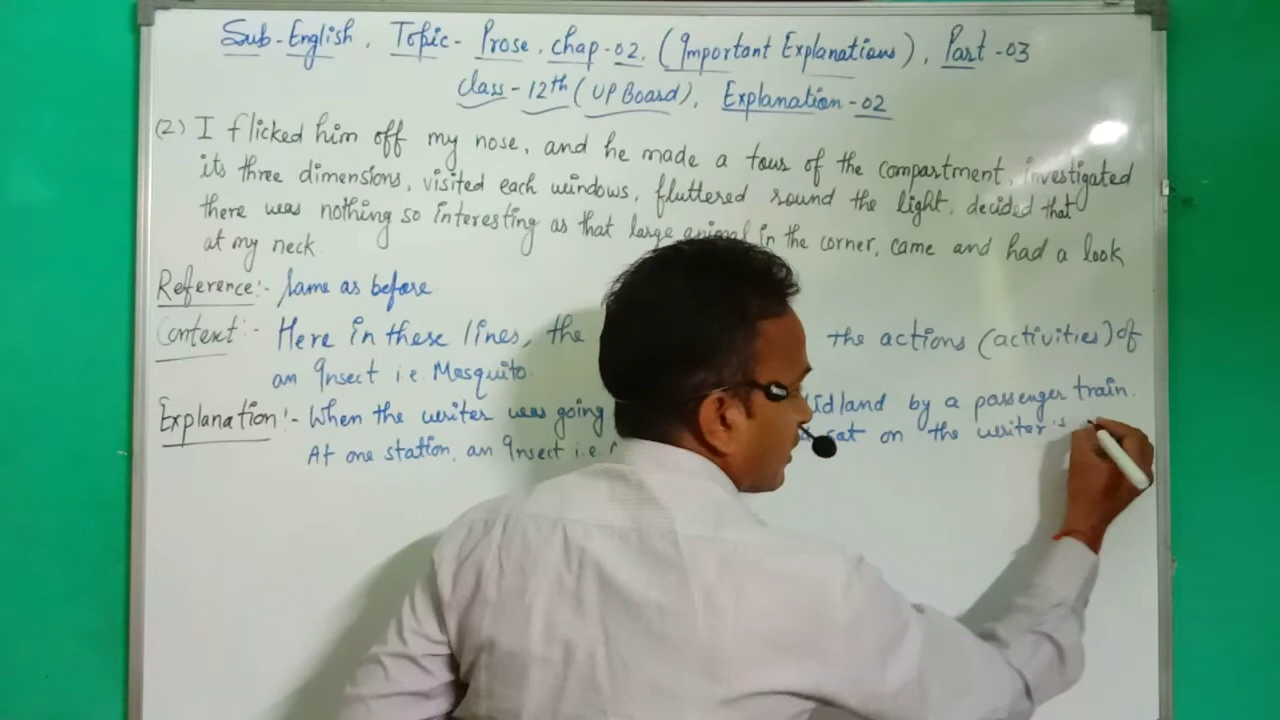 Sub-English, Topic- Prose, chap-02, (Important Explanations), Part-03
Class-12th (UP Board), Explanation-02
(2) I flicked him off my nose, and he made a tour of the compartment, investigated
its three dimensions, visited each windows, fluttered round the light, decided that
there was nothing so interesting as that large animal in the corner, came and had a look
at my neck
Reference:- Same as before
Context:- Here in these lines, the the actions (activities) of
an Insect i.e. Mosquito.
Explanation:- When the writer was going by a passenger train.
At one station, an Insect i.e. sat on the writer's